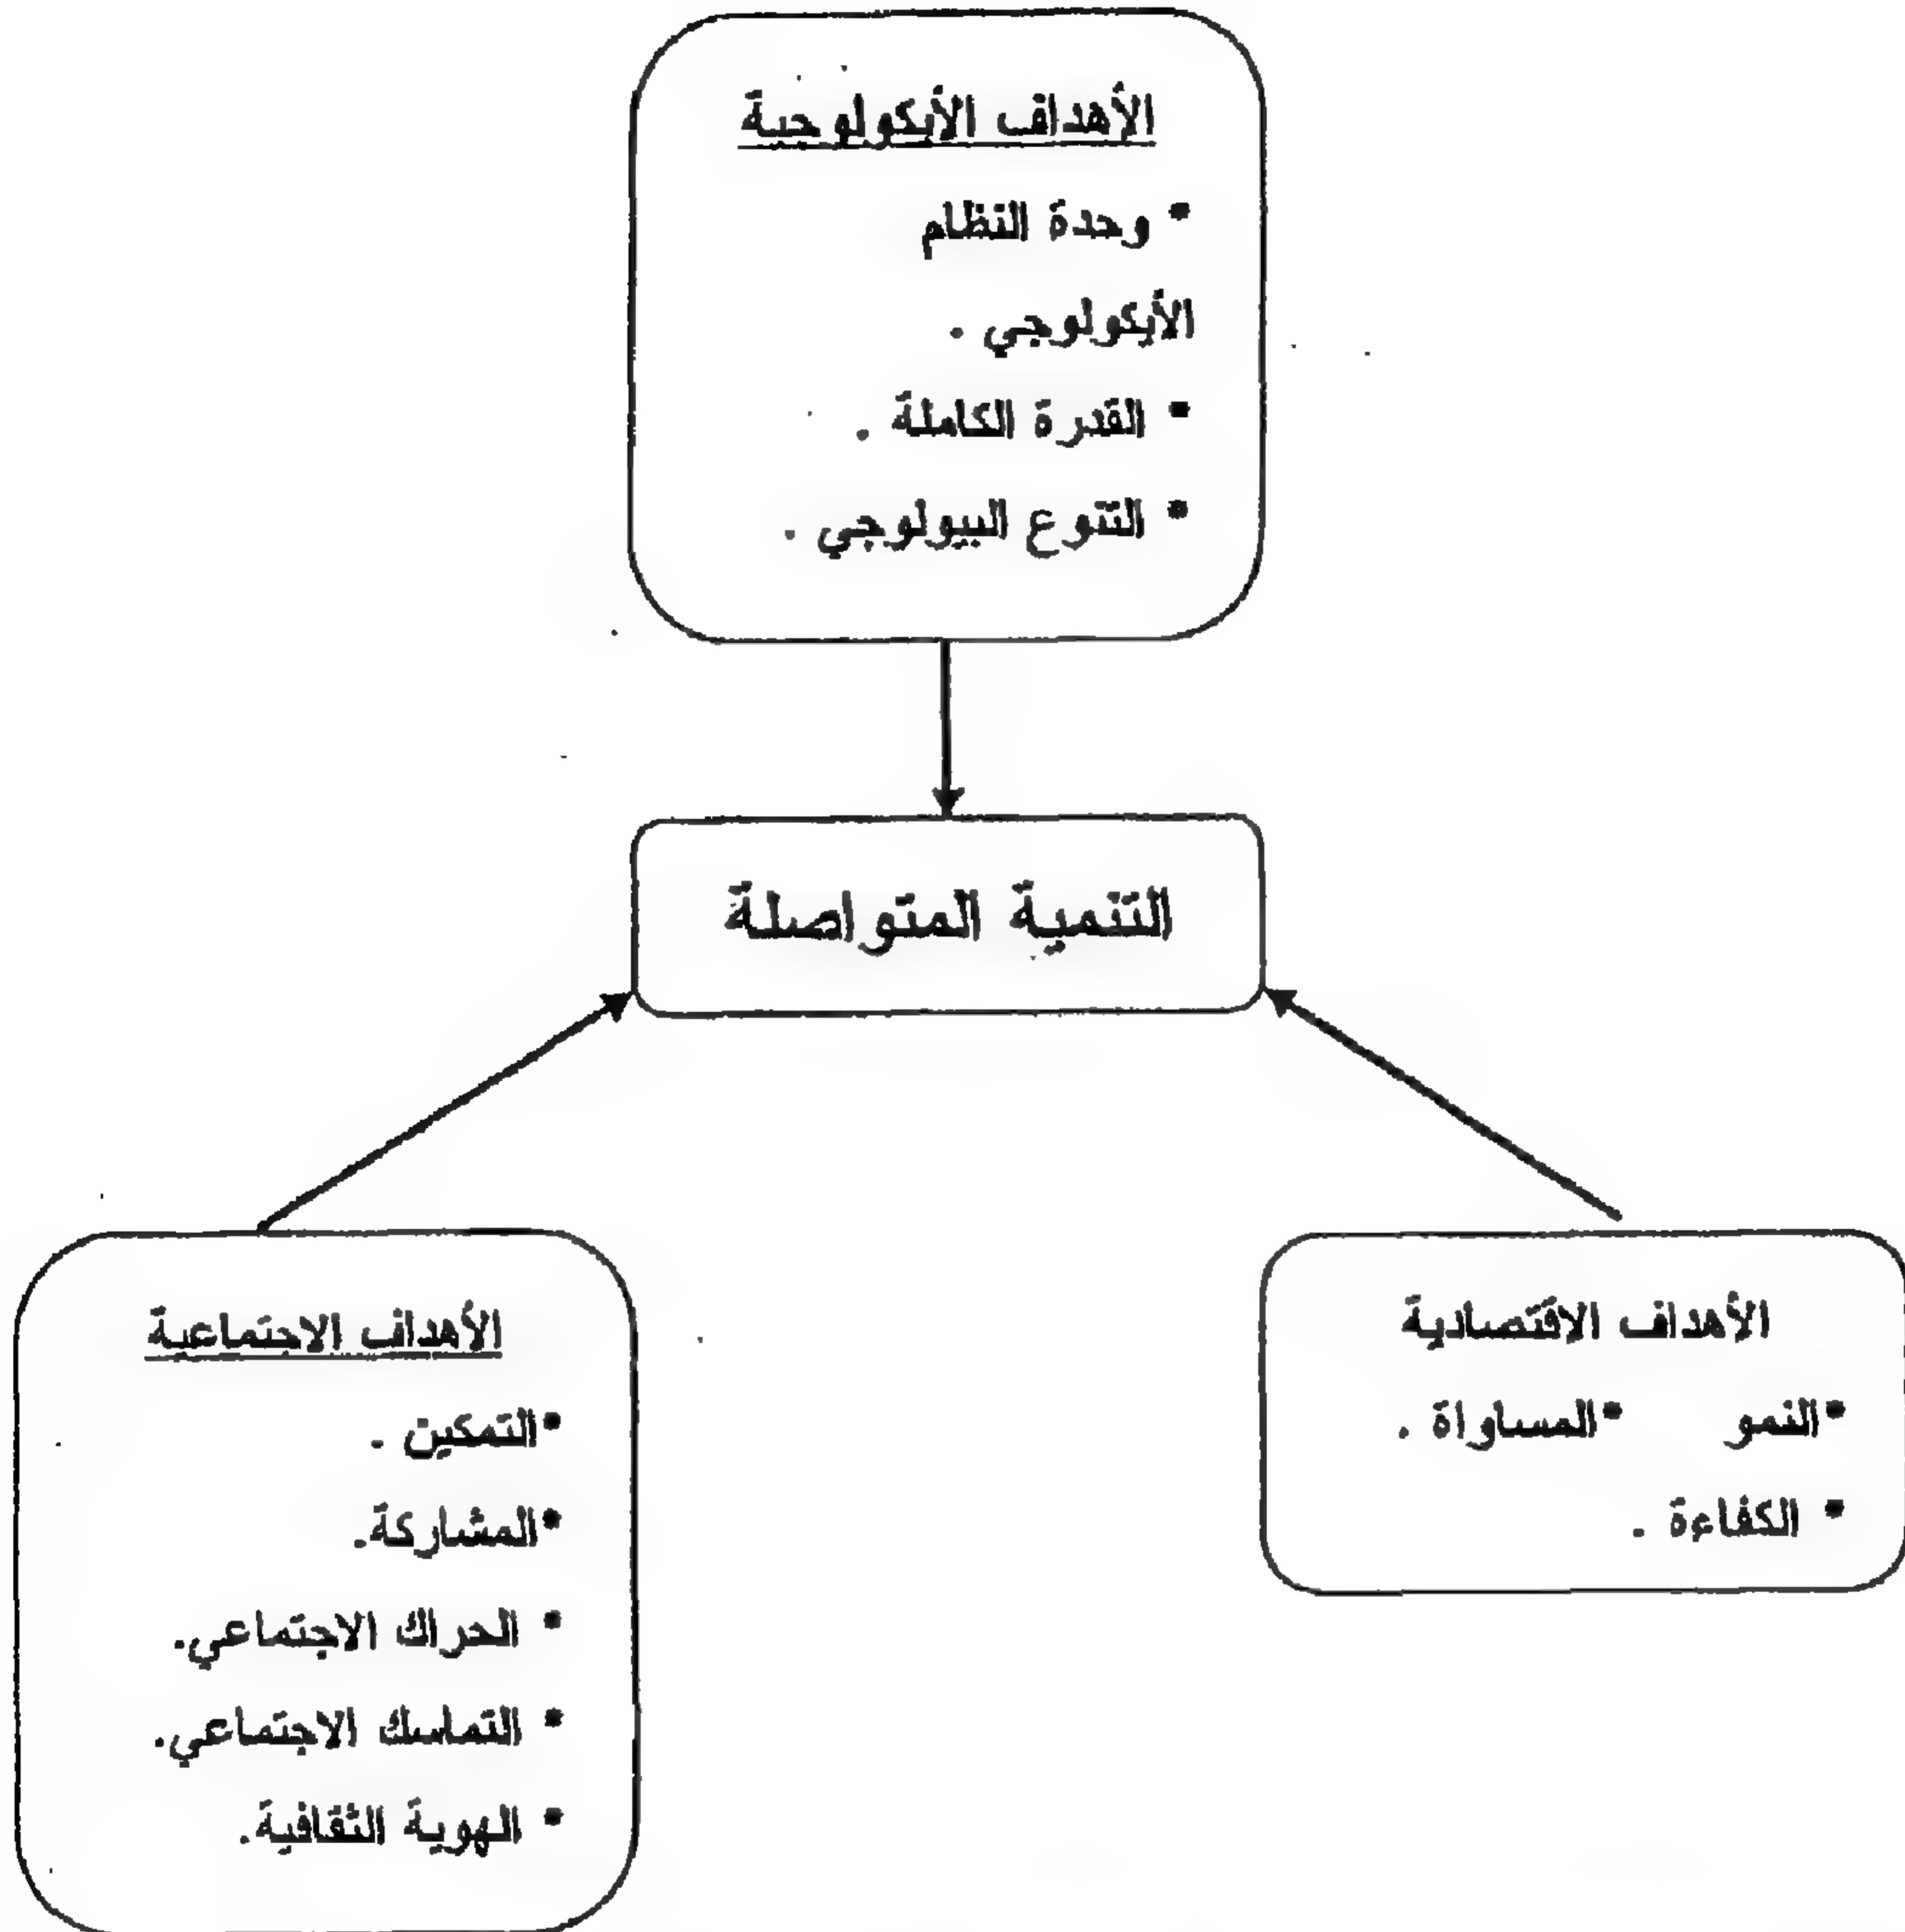 الأهداف الأيكولوجية
• وحدة النظام
الأيكولوجي .
• القدرة الكاملة .
• التنوع البيولوجي .
التنمية المتواصلة
الأهداف الاقتصادية
•النمو •المساواة .
• الكفاءة .
الأهداف الاجتماعية
•التمكين .
•المشاركة.
• الحراك الاجتماعي.
• التماسك الاجتماعي.
• الهوية الثقافية.